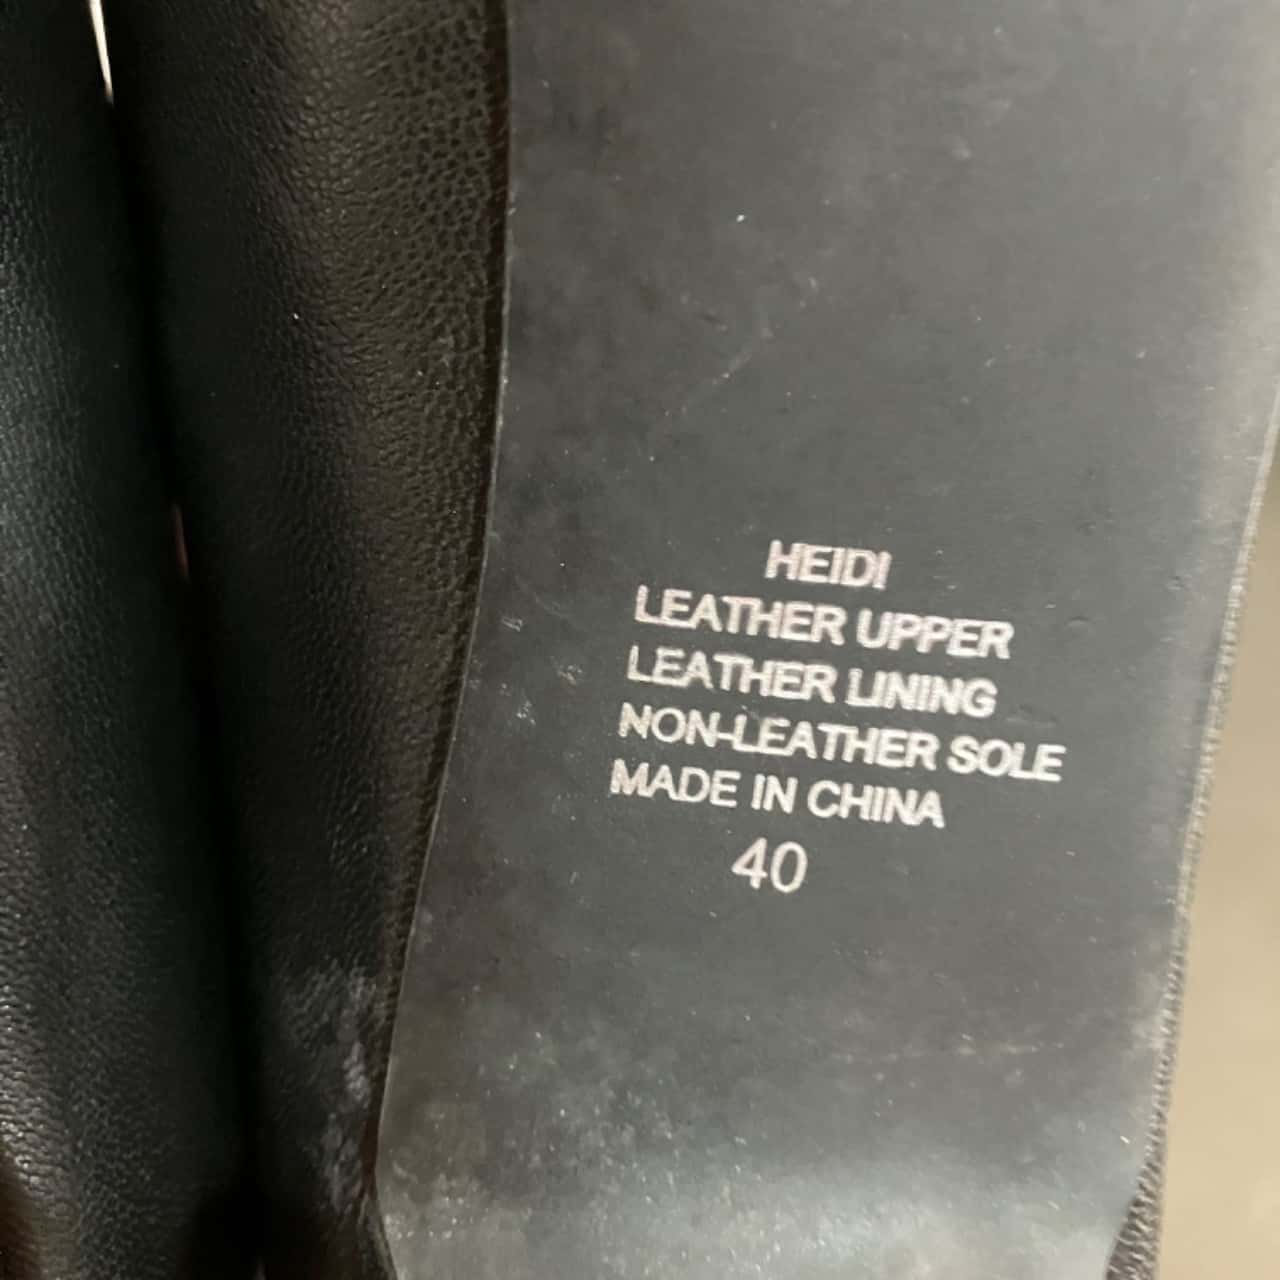 HEIDI
LEATHER UPPER
LEATHER LINING
NON-LEATHER SOLE
MADE IN CHINA
40